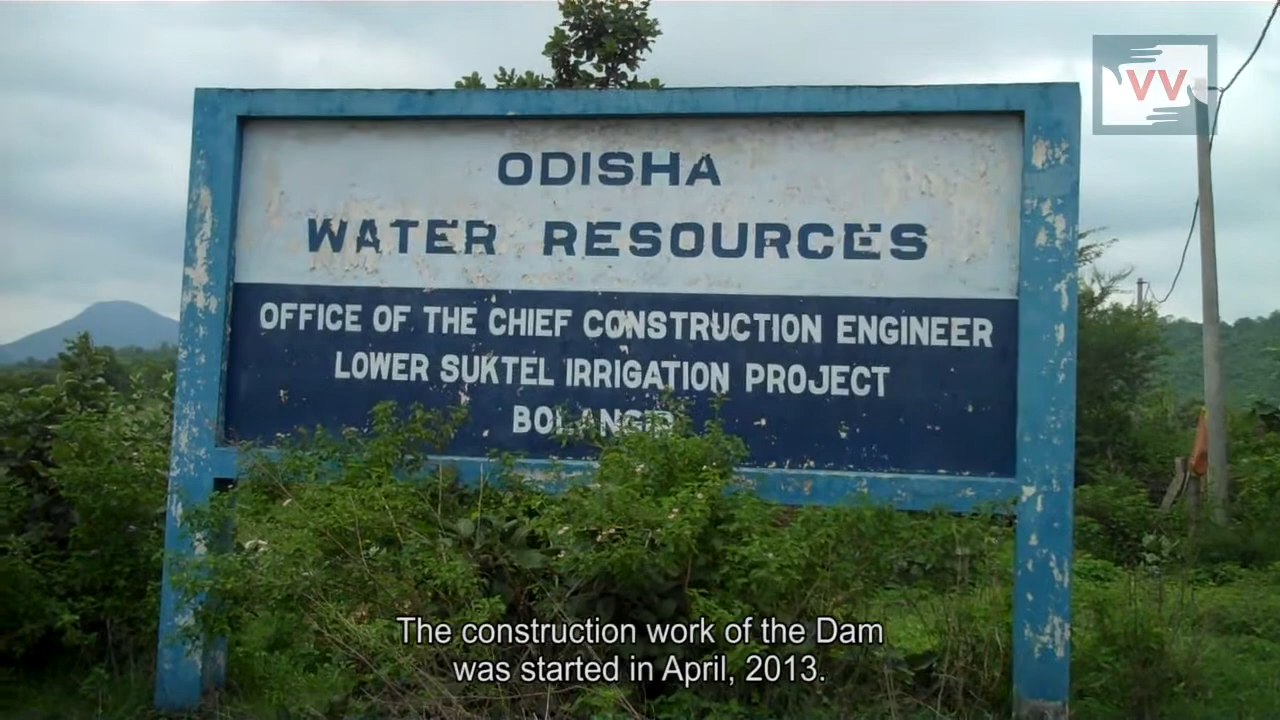 VV
ODISHA
WATER RESOURCES
OFFICE OF THE CHIEF CONSTRUCTION ENGINEER
LOWER SUKTEL IRRIGATION PROJECT
BOLANGIR
The construction work of the Dam
was started in April, 2013.